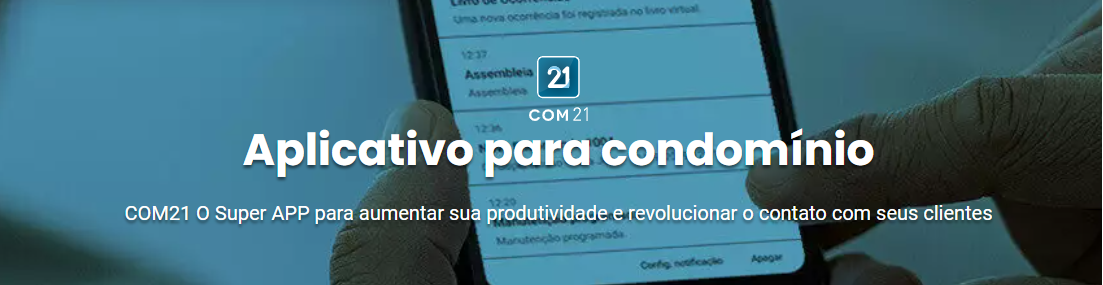 Uma nova ocorrência foi registrada no livro virtual.
12:37
Assembleia
Assembleia
21
COM21
12:36
Aplicativo para condomínio
12:20
COM21 O Super APP para aumentar sua produtividade e revolucionar o contato com seus clientes
Manutenção programada.
Config. notificação Apagar